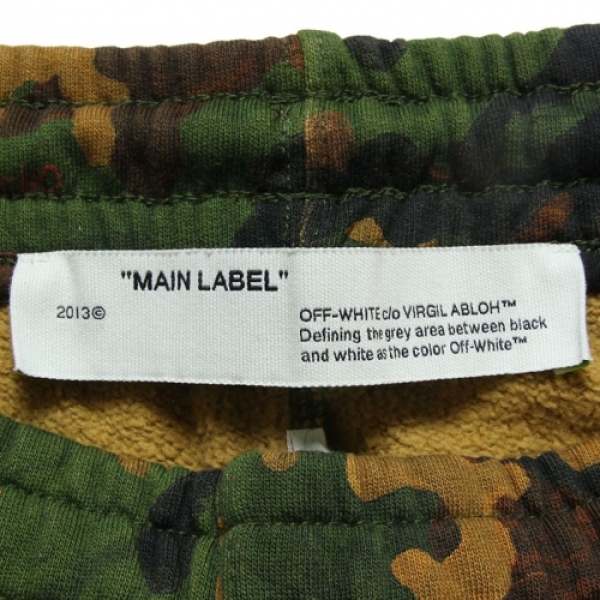 "MAIN LABEL"
2013©
OFF-WHITE c/o VIRGIL ABLOH™
Defining the grey area between black
and white as the color Off-White™